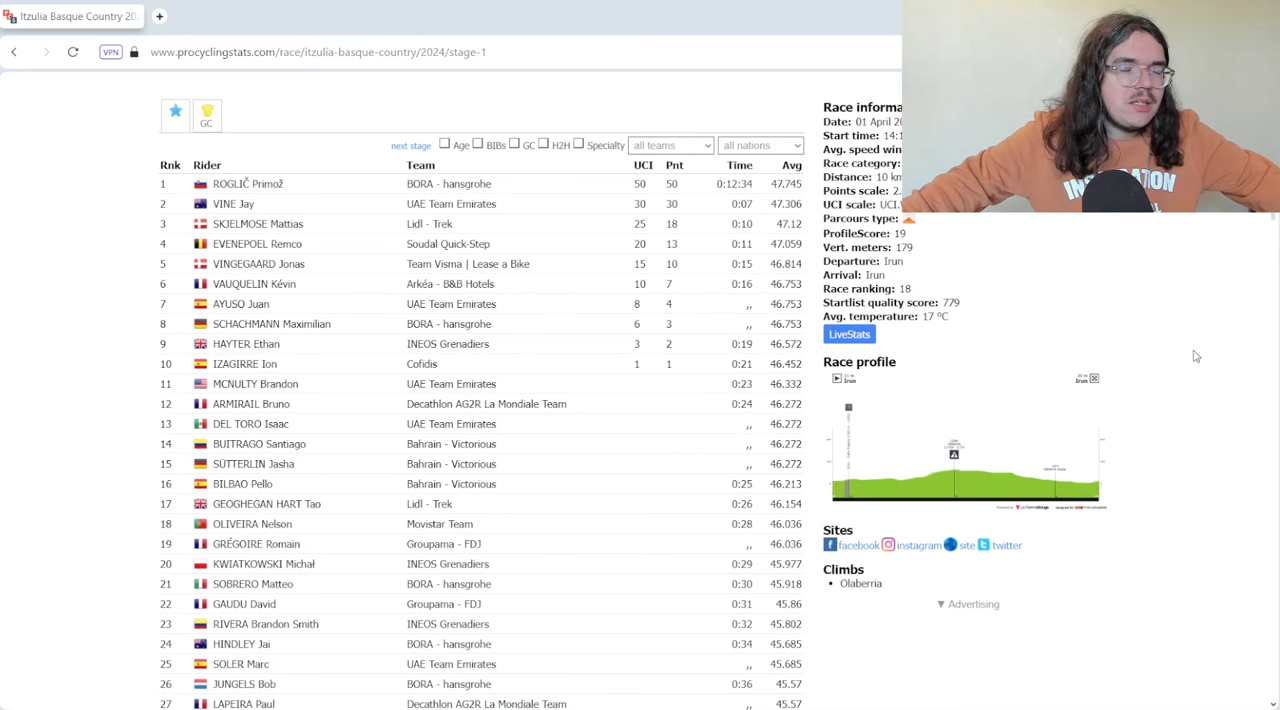 Itzulia Basque Country 202
VPN
www.procyclingstats.com/race/itzulia-basque-country/2024/stage-1
GC
next stage Age BIBs GC H2H Specialty all teams all nations
Rnk Rider Team UCI Pnt Time Avg
1 ROGLIČ Primož BORA - hansgrohe 50 50 0:12:34 47.745
2 VINE Jay UAE Team Emirates 30 30 0:07 47.306
3 SKJELMOSE Mattias Lidl - Trek 25 18 0:10 47.12
4 EVENEPOEL Remco Soudal Quick-Step 20 13 0:11 47.059
5 VINGEGAARD Jonas Team Visma | Lease a Bike 15 10 0:15 46.814
6 VAUQUELIN Kévin Arkéa - B&B Hotels 10 7 0:16 46.753
7 AYUSO Juan UAE Team Emirates 8 4 ,, 46.753
8 SCHACHMANN Maximilian BORA - hansgrohe 6 3 ,, 46.753
9 HAYTER Ethan INEOS Grenadiers 3 2 0:19 46.572
10 IZAGIRRE Ion Cofidis 1 1 0:21 46.452
11 MCNULTY Brandon UAE Team Emirates 0:23 46.332
12 ARMIRAIL Bruno Decathlon AG2R La Mondiale Team 0:24 46.272
13 DEL TORO Isaac UAE Team Emirates ,, 46.272
14 BUITRAGO Santiago Bahrain - Victorious ,, 46.272
15 SÜTTERLIN Jasha Bahrain - Victorious ,, 46.272
16 BILBAO Pello Bahrain - Victorious 0:25 46.213
17 GEOGHEGAN HART Tao Lidl - Trek 0:26 46.154
18 OLIVEIRA Nelson Movistar Team 0:28 46.036
19 GRÉGOIRE Romain Groupama - FDJ ,, 46.036
20 KWIATKOWSKI Michał INEOS Grenadiers 0:29 45.977
21 SOBRERO Matteo BORA - hansgrohe 0:30 45.918
22 GAUDU David Groupama - FDJ 0:31 45.86
23 RIVERA Brandon Smith INEOS Grenadiers 0:32 45.802
24 HINDLEY Jai BORA - hansgrohe 0:34 45.685
25 SOLER Marc UAE Team Emirates ,, 45.685
26 JUNGELS Bob BORA - hansgrohe 0:36 45.57
27 LAPEIRA Paul Decathlon AG2R La Mondiale Team ,, 45.57
Race informa
Date: 01 April 20
Start time: 14:1
Avg. speed win
Race category:
Distance: 10 km
Points scale: 2.
UCI scale: UCI.
Parcours type:
ProfileScore: 19
Vert. meters: 179
Departure: Irun
Arrival: Irun
Race ranking: 18
Startlist quality score: 779
Avg. temperature: 17 °C
LiveStats
Race profile
Irun
Irun
Sites
facebook instagram site twitter
Climbs
• Olaberria
▼ Advertising